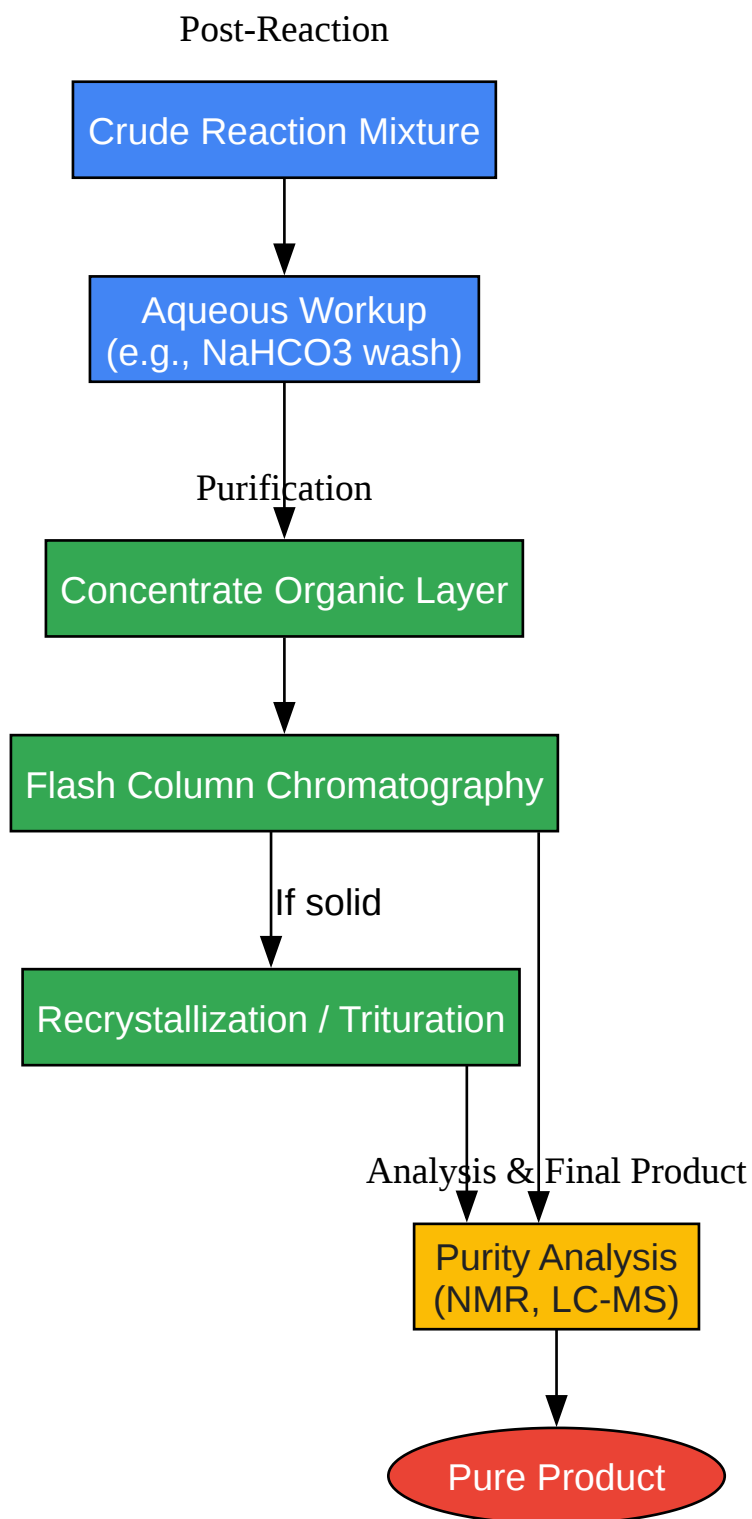 Post-Reaction
Crude Reaction Mixture
Aqueous Workup
(e.g., NaHCO3 wash)
Purification
Concentrate Organic Layer
Flash Column Chromatography
If solid
Recrystallization / Trituration
Analysis & Final Product
Purity Analysis
(NMR, LC-MS)
Pure Product